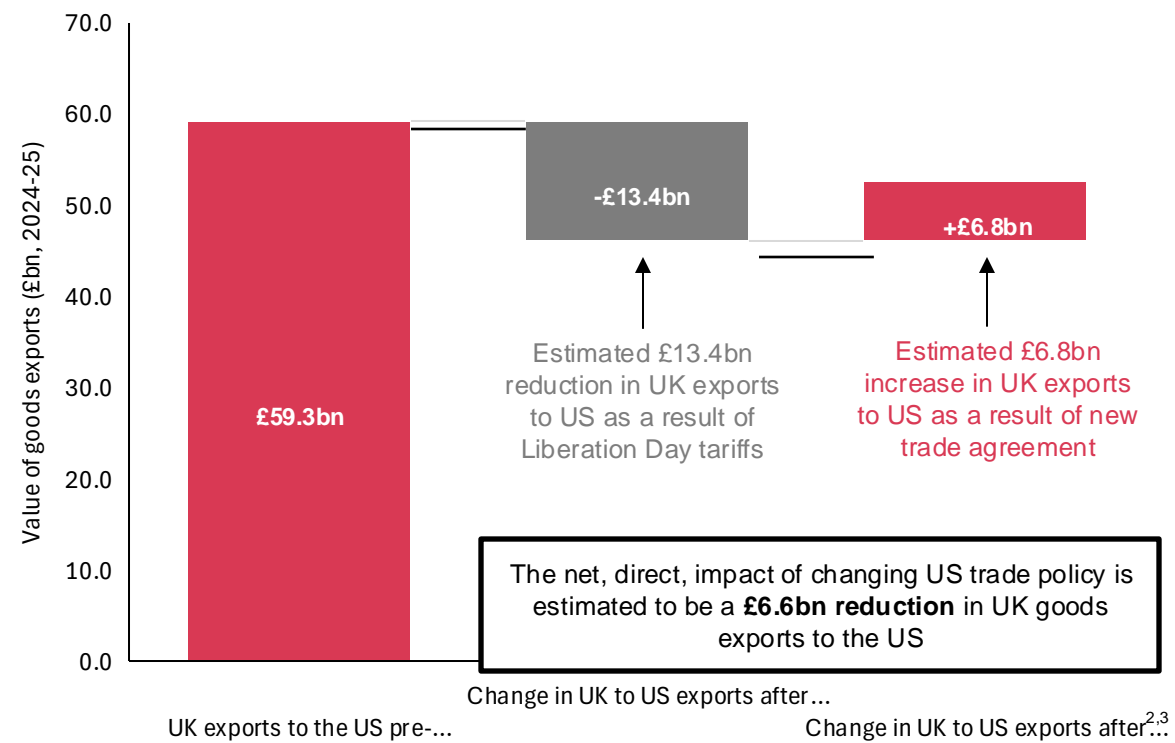 Value of goods exports (£bn, 2024-25)
70.0
60.0
50.0
40.0
30.0
20.0
10.0
0.0
£59.3bn
-£13.4bn
+£6.8bn
Estimated £13.4bn
reduction in UK exports
to US as a result of
Liberation Day tariffs
Estimated £6.8bn
increase in UK exports
to US as a result of new
trade agreement
The net, direct, impact of changing US trade policy is
estimated to be a £6.6bn reduction in UK goods
exports to the US
UK exports to the US pre-...
Change in UK to US exports after...
Change in UK to US exports after...2,3